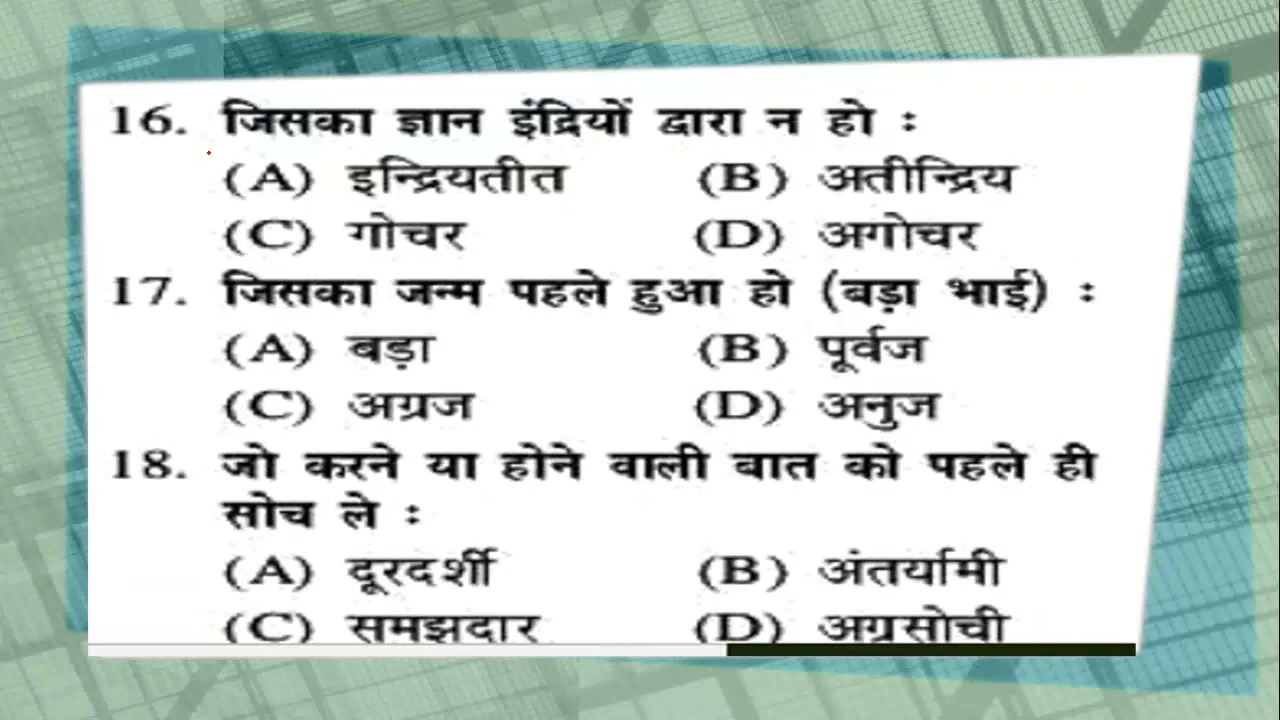 16. जिसका ज्ञान इंद्रियों द्वारा न हो :
(A) इन्द्रियतीत (B) अतीन्द्रिय
(C) गोचर (D) अगोचर
17. जिसका जन्म पहले हुआ हो (बड़ा भाई) :
(A) बड़ा (B) पूर्वज
(C) अग्रज (D) अनुज
18. जो करने या होने वाली बात को पहले ही
सोच ले :
(A) दूरदर्शी (B) अंतर्यामी
(C) समझदार (D) अग्रसोची